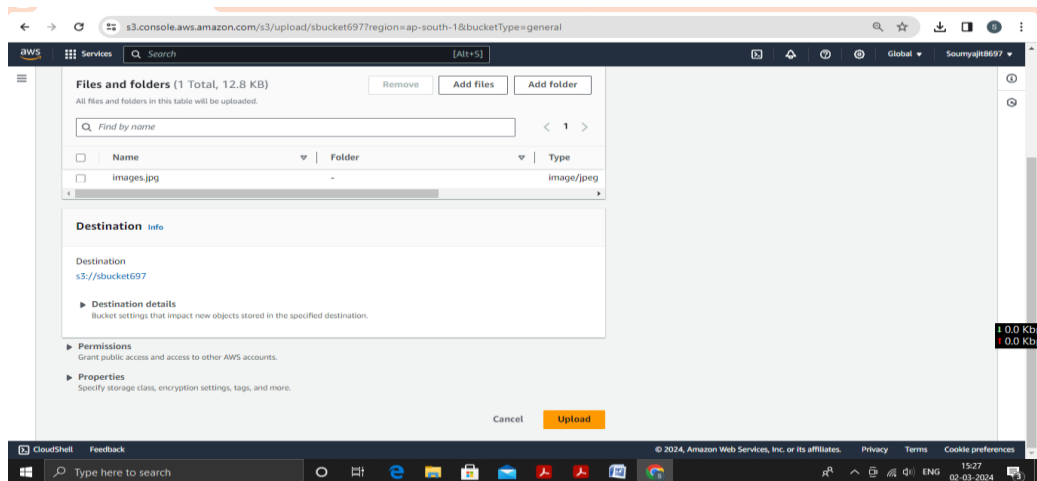 s3.console.aws.amazon.com/s3/upload/sbucket697?region=ap-south-1&bucketType=general
S
aws Services Search [Alt+S] Global Soumyajit8697
Files and folders (1 Total, 12.8 KB) Remove Add files Add folder
All files and folders in this table will be uploaded.
Find by name 1
Name Folder Type
images.jpg - image/jpeg
Destination Info
Destination
s3://sbucket697
Destination details
Bucket settings that impact new objects stored in the specified destination.
0.0 Kb
0.0 Kb
Permissions
Grant public access and access to other AWS accounts.
Properties
Specify storage class, encryption settings, tags, and more.
Cancel Upload
CloudShell Feedback © 2024, Amazon Web Services, Inc. or its affiliates. Privacy Terms Cookie preferences
Type here to search ENG 15:27
02-03-2024